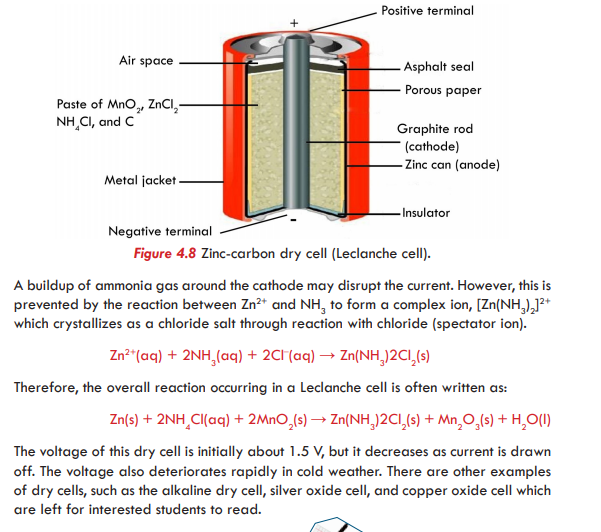 Positive terminal
+
Air space
Asphalt seal
Porous paper
Paste of MnO₂, ZnCl₂,
NH₄Cl, and C
Graphite rod
(cathode)
Zinc can (anode)
Metal jacket
Insulator
-
Negative terminal
Figure 4.8 Zinc-carbon dry cell (Leclanche cell).
A buildup of ammonia gas around the cathode may disrupt the current. However, this is
prevented by the reaction between Zn²⁺ and NH₃ to form a complex ion, [Zn(NH₃)₂]²⁺
which crystallizes as a chloride salt through reaction with chloride (spectator ion).
Zn²⁺(aq) + 2NH₃(aq) + 2Cl⁻(aq) → Zn(NH₃)2Cl₂(s)
Therefore, the overall reaction occurring in a Leclanche cell is often written as:
Zn(s) + 2NH₄Cl(aq) + 2MnO₂(s) → Zn(NH₃)2Cl₂(s) + Mn₂O₃(s) + H₂O(l)
The voltage of this dry cell is initially about 1.5 V, but it decreases as current is drawn
off. The voltage also deteriorates rapidly in cold weather. There are other examples
of dry cells, such as the alkaline dry cell, silver oxide cell, and copper oxide cell which
are left for interested students to read.